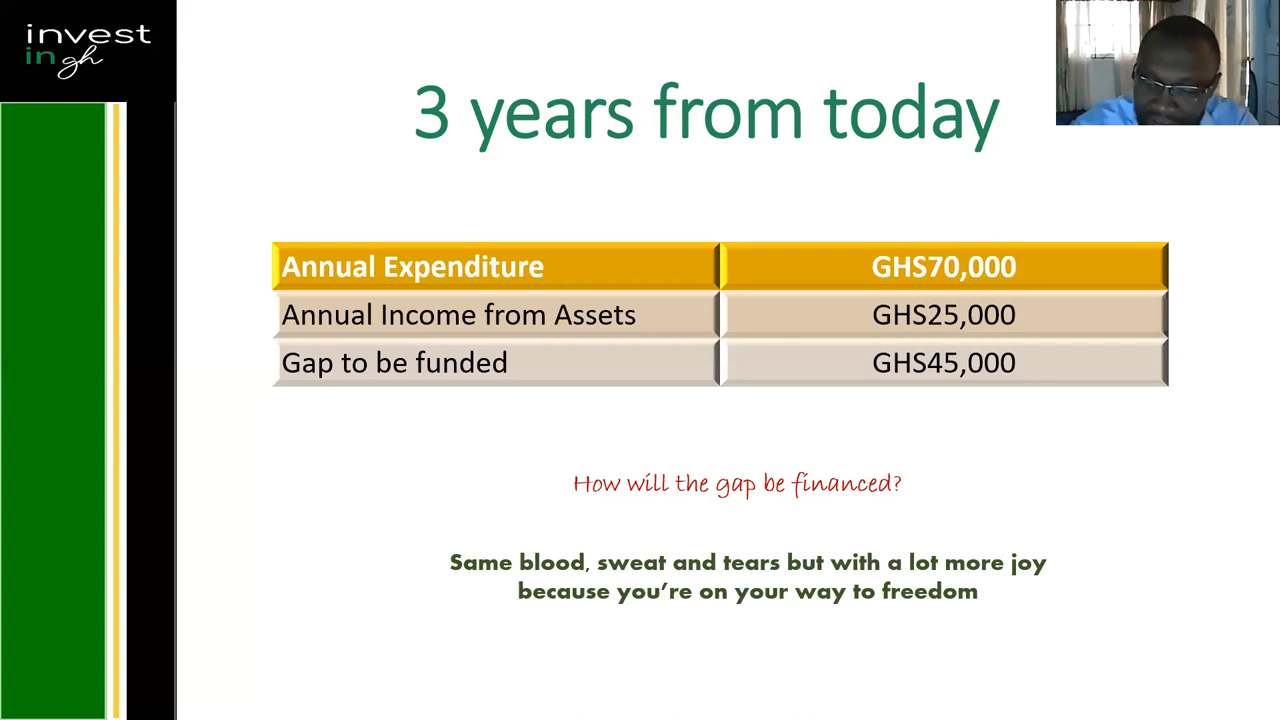 invest
in gh
3 years from today
Annual Expenditure GHS70,000
Annual Income from Assets GHS25,000
Gap to be funded GHS45,000
How will the gap be financed?
Same blood, sweat and tears but with a lot more joy
because you're on your way to freedom